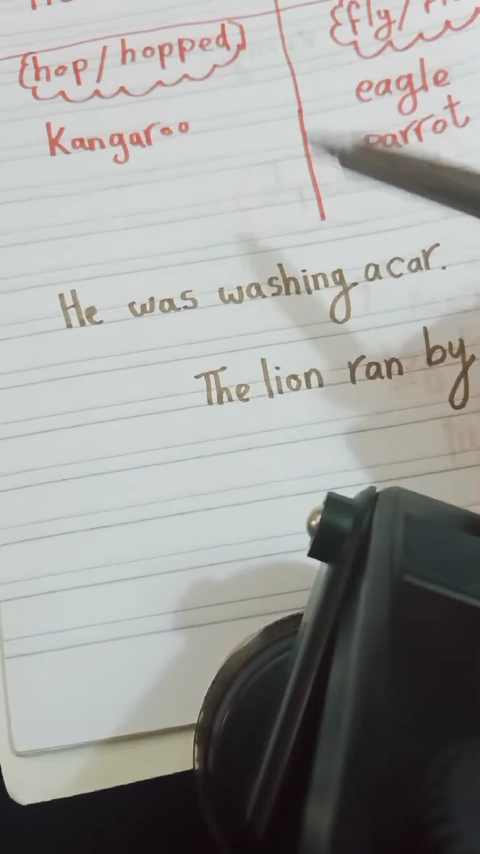 {hop/hopped}
{fly/
Kangaroo
eagle
parrot
He was washing a car.
The lion ran by